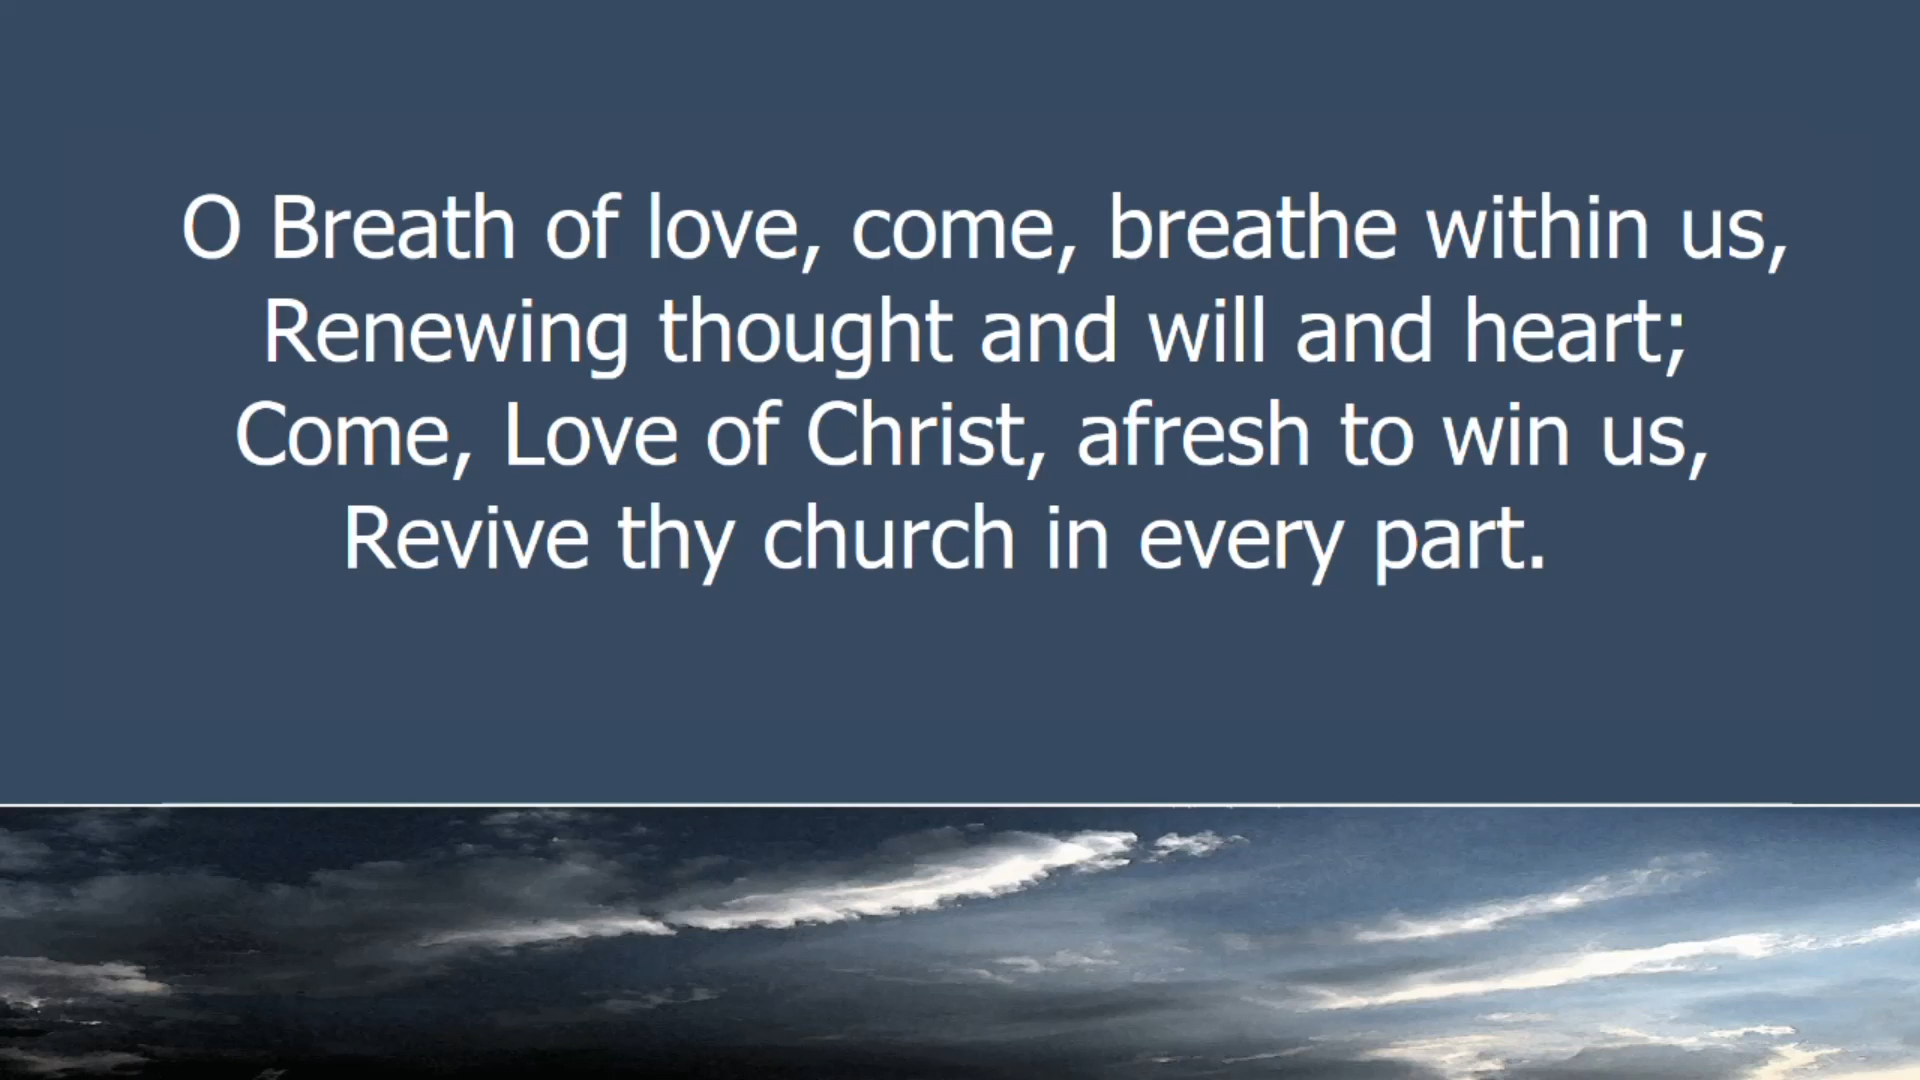 O Breath of love, come, breathe within us,
Renewing thought and will and heart;
Come, Love of Christ, afresh to win us,
Revive thy church in every part.